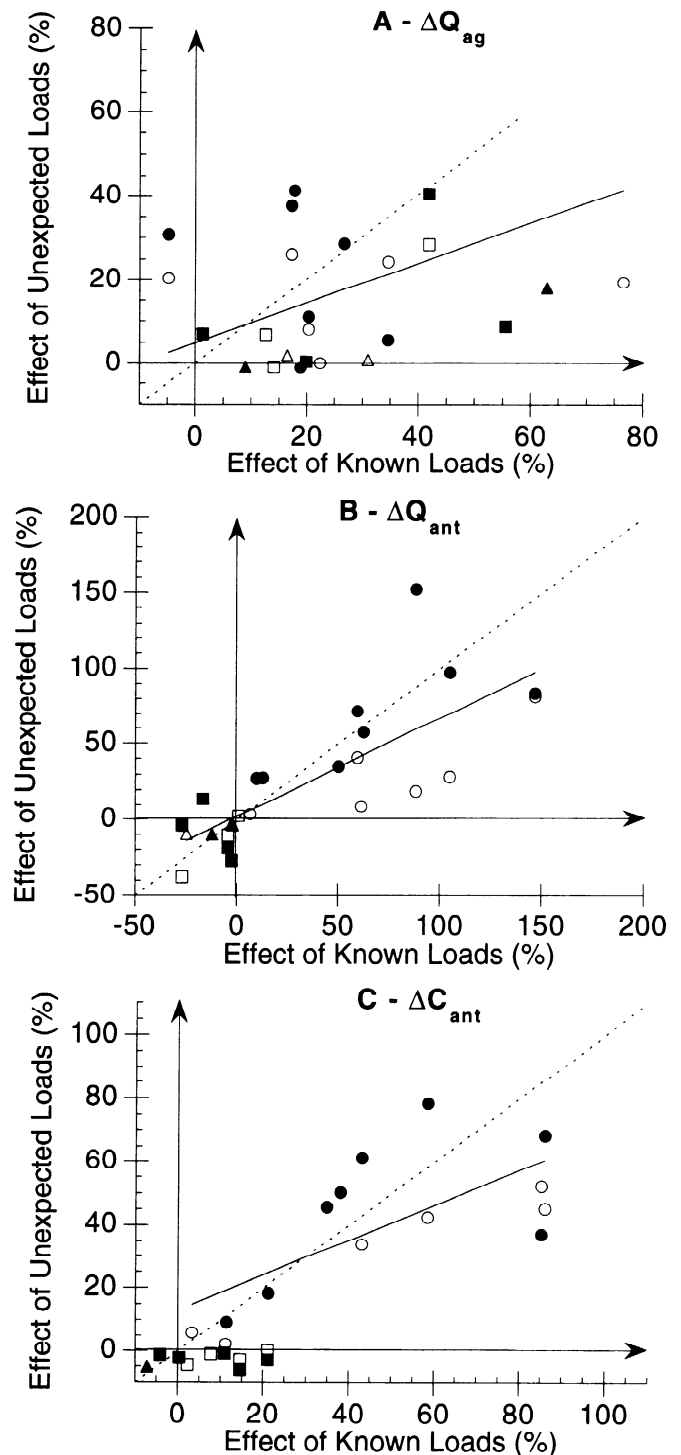 A - ΔQag
Effect of Unexpected Loads (%)
80
60
40
20
0
0 20 40 60 80
Effect of Known Loads (%)
B - ΔQant
Effect of Unexpected Loads (%)
200
150
100
50
0
-50
-50 0 50 100 150 200
Effect of Known Loads (%)
C - ΔCant
Effect of Unexpected Loads (%)
100
80
60
40
20
0
0 20 40 60 80 100
Effect of Known Loads (%)